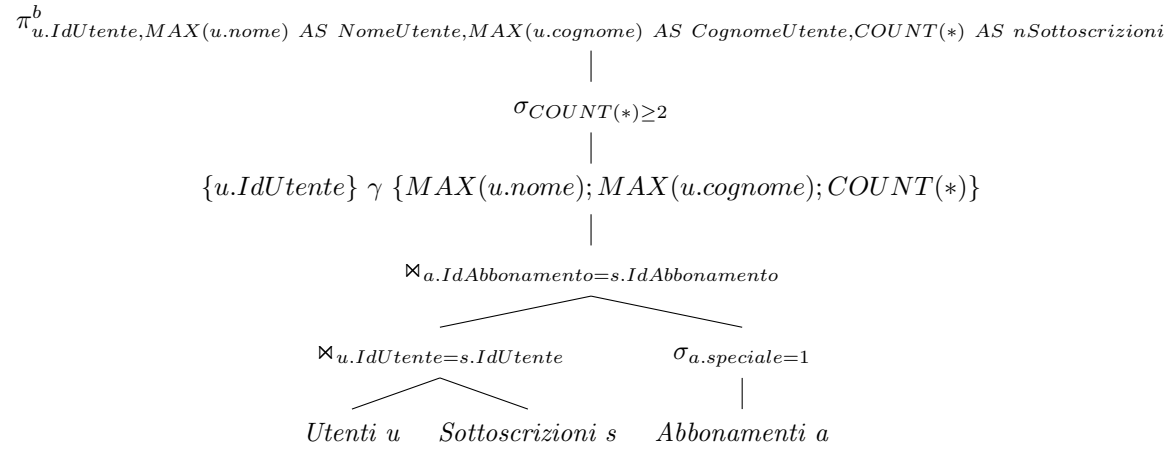 π^b_{u.IdUtente,MAX(u.nome) AS NomeUtente,MAX(u.cognome) AS CognomeUtente,COUNT(∗) AS nSottoscrizioni}
σ_{COUNT(∗)≥2}
{u.IdUtente} γ {MAX(u.nome); MAX(u.cognome); COUNT(∗)}
⋈_{a.IdAbbonamento=s.IdAbbonamento}
⋈_{u.IdUtente=s.IdUtente} σ_{a.speciale=1}
Utenti u Sottoscrizioni s Abbonamenti a